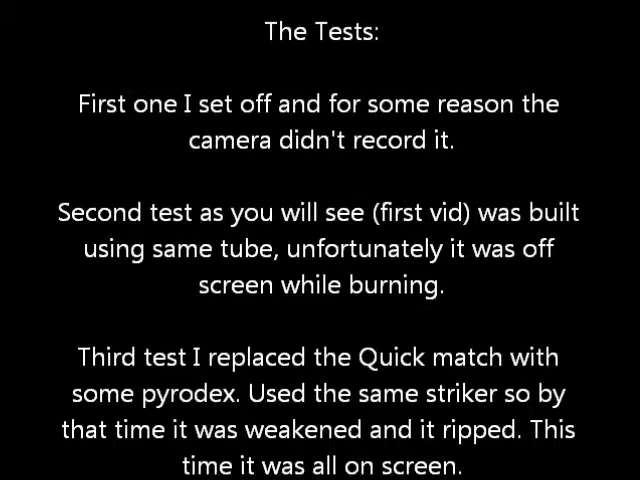 The Tests:
First one I set off and for some reason the
camera didn't record it.
Second test as you will see (first vid) was built
using same tube, unfortunately it was off
screen while burning.
Third test I replaced the Quick match with
some pyrodex. Used the same striker so by
that time it was weakened and it ripped. This
time it was all on screen.